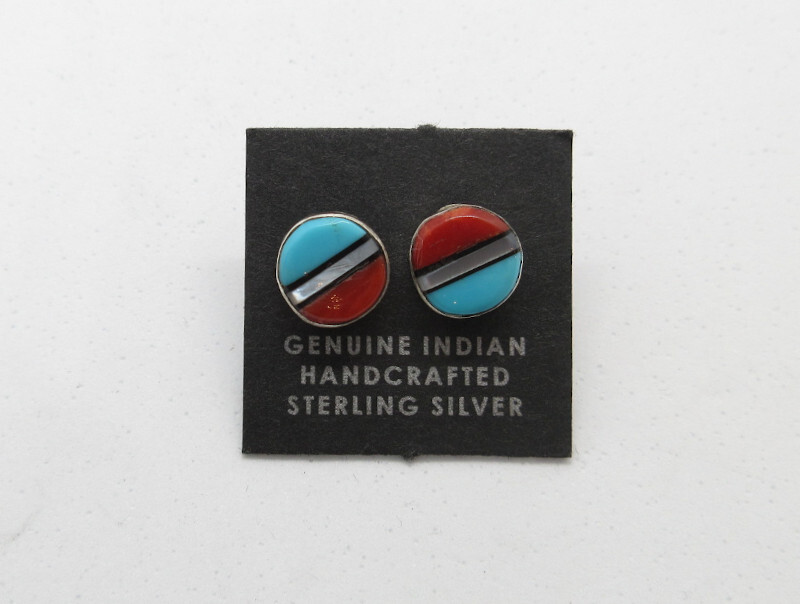 GENUINE INDIAN
HANDCRAFTED
STERLING SILVER